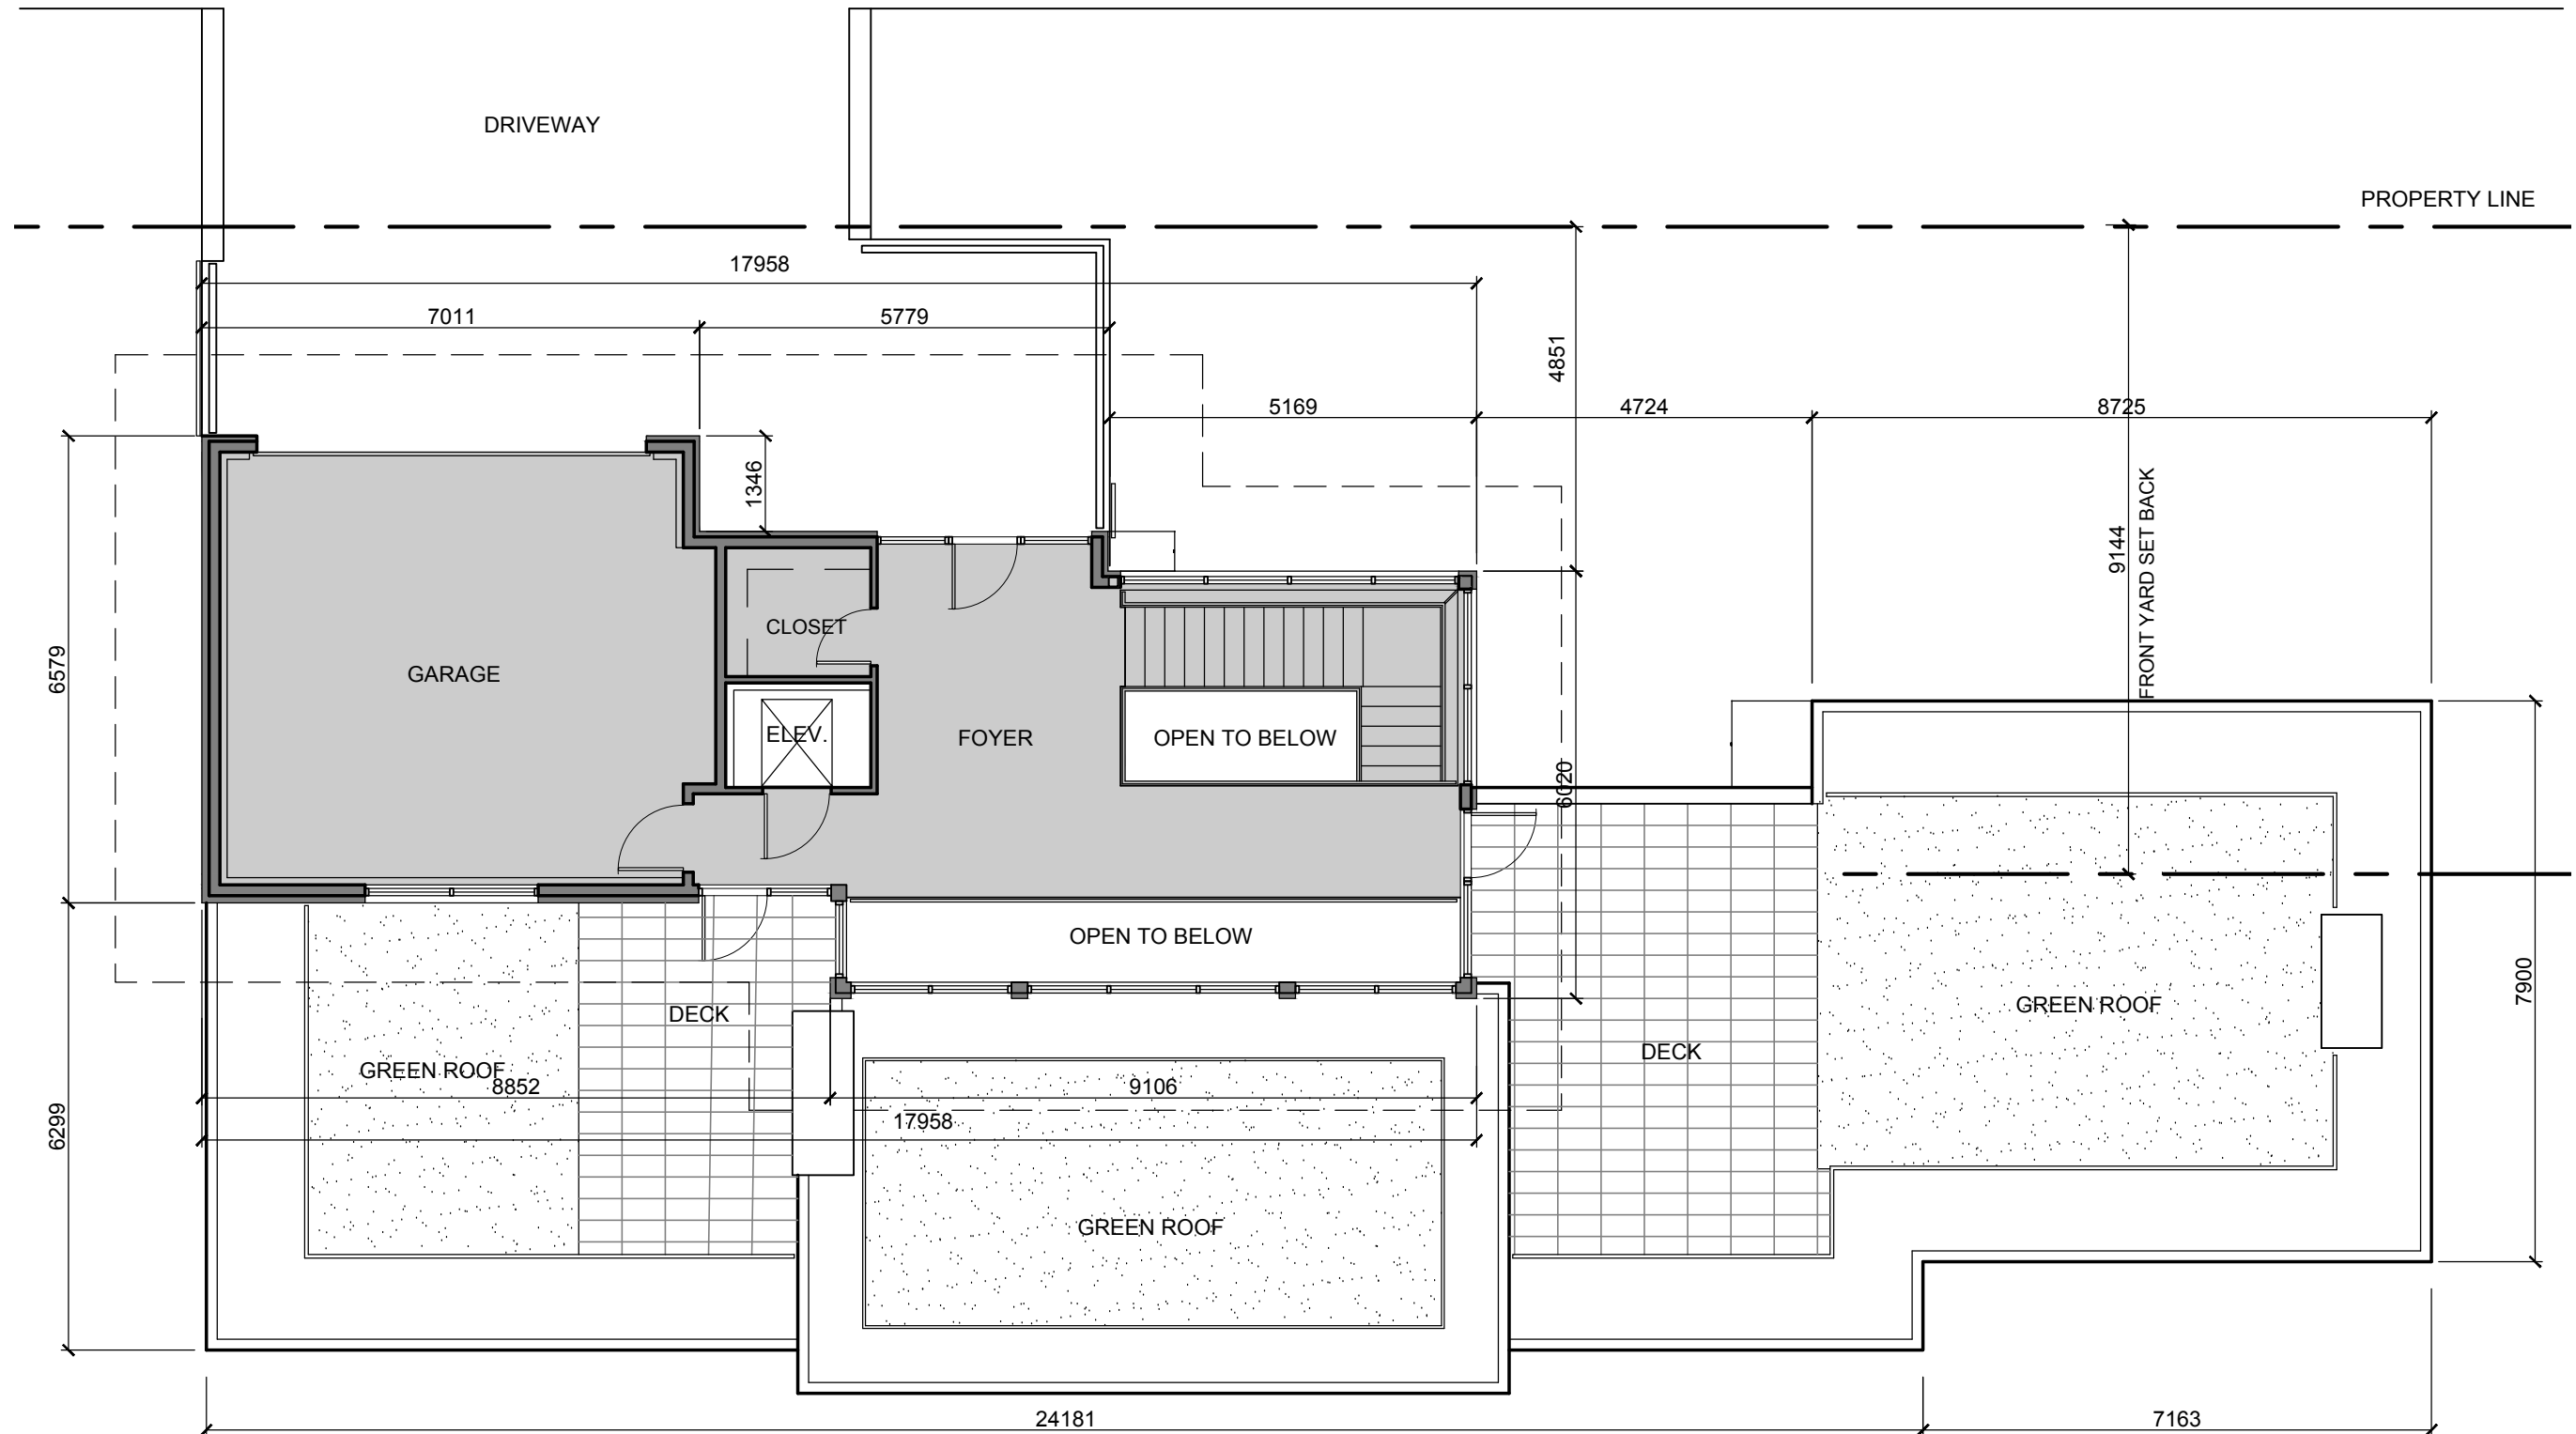 DRIVEWAY
PROPERTY LINE
17958
7011
5779
4851
5169
4724
8725
1346
9144
FRONT YARD SET BACK
6579
CLOSET
GARAGE
ELEV.
FOYER
OPEN TO BELOW
6020
OPEN TO BELOW
7900
DECK
GREEN ROOF
DECK
GREEN ROOF
8852
9106
17958
6299
GREEN ROOF
24181
7163